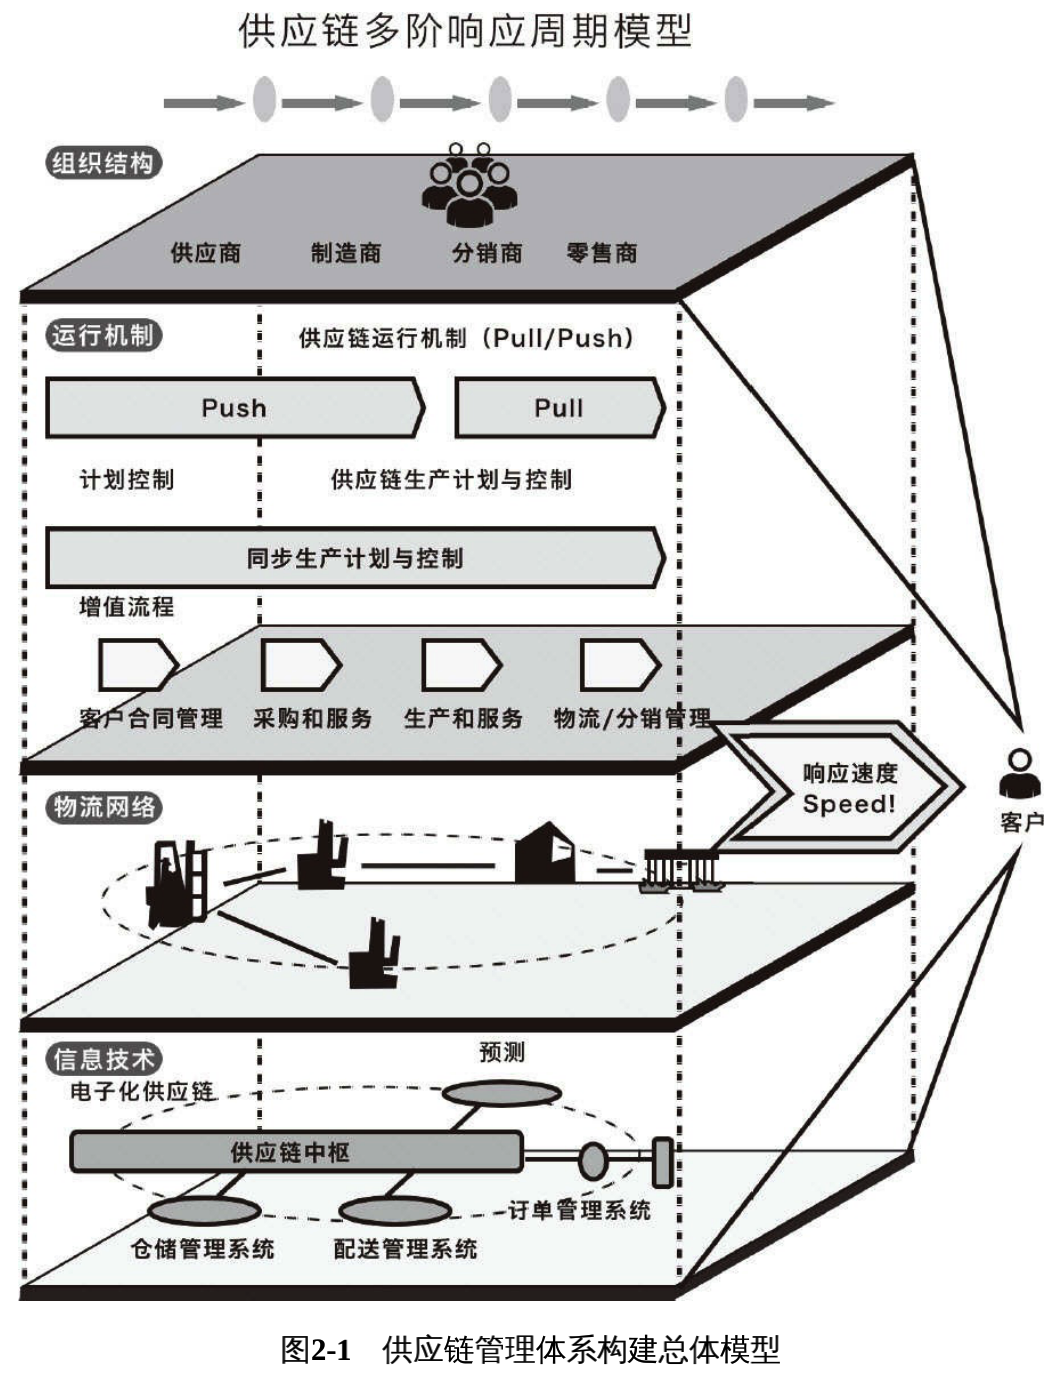 供应链多阶响应周期模型
组织结构
供应商 制造商 分销商 零售商
运行机制
供应链运行机制（Pull/Push）
Push Pull
计划控制 供应链生产计划与控制
同步生产计划与控制
增值流程
客户合同管理 采购和服务 生产和服务 物流/分销管理
响应速度
Speed!
客户
物流网络
信息技术
预测
电子化供应链
供应链中枢
订单管理系统
仓储管理系统 配送管理系统
图2-1 供应链管理体系构建总体模型